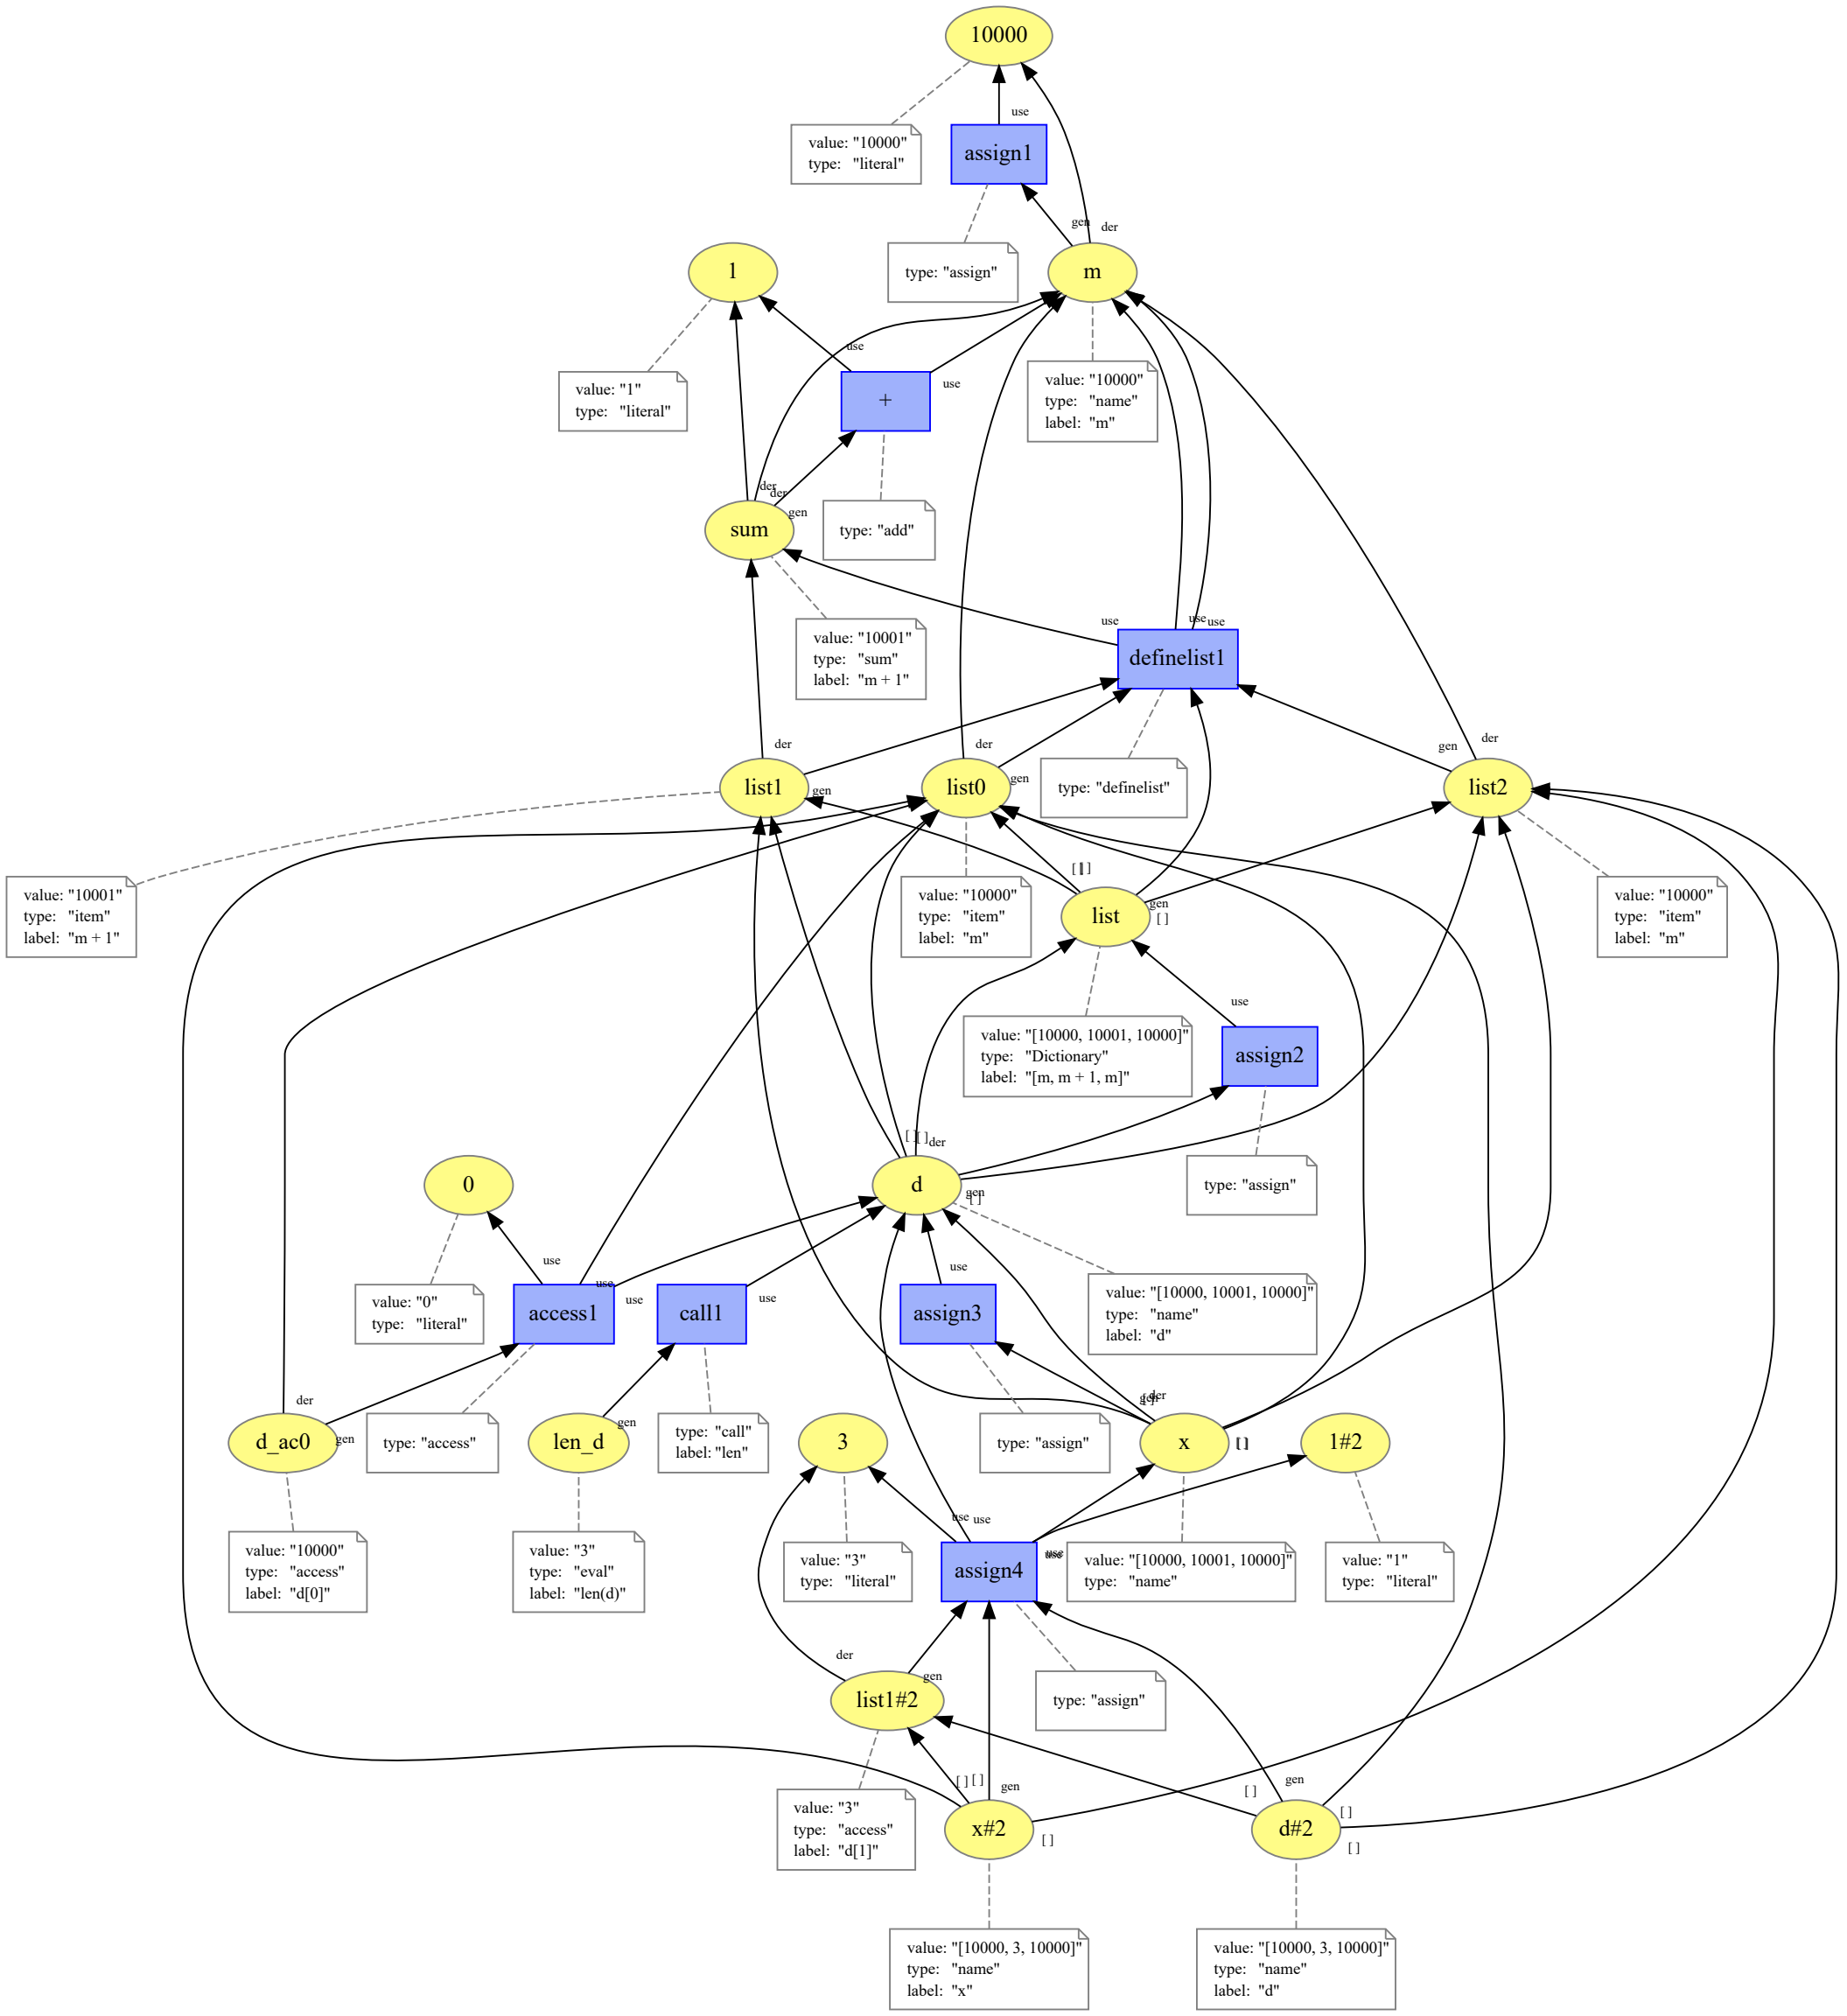 10000
value: "10000"
type: "literal"
use
assign1
gen
der
type: "assign"
1
m
value: "1"
type: "literal"
use
use
+
value: "10000"
type: "name"
label: "m"
der
der
gen
sum
type: "add"
use
use
use
value: "10001"
type: "sum"
label: "m + 1"
definelist1
der
der
gen
der
list1
gen
list0
gen
type: "definelist"
list2
value: "10001"
type: "item"
label: "m + 1"
[ ]
[ ]
value: "10000"
type: "item"
label: "m"
list
gen
[ ]
value: "10000"
type: "item"
label: "m"
use
value: "[10000, 10001, 10000]"
type: "Dictionary"
label: "[m, m + 1, m]"
assign2
[ ]
[ ]
der
0
d
gen
[ ]
type: "assign"
use
use
use
use
use
value: "0"
type: "literal"
access1
call1
assign3
value: "[10000, 10001, 10000]"
type: "name"
label: "d"
der
gen
[ ]
der
d_ac0
gen
type: "access"
len_d
gen
type: "call"
label: "len"
3
type: "assign"
x
[ ]
[ ]
1#2
use
use
use
use
value: "10000"
type: "access"
label: "d[0]"
value: "3"
type: "eval"
label: "len(d)"
value: "3"
type: "literal"
assign4
value: "[10000, 10001, 10000]"
type: "name"
value: "1"
type: "literal"
der
gen
list1#2
type: "assign"
[ ]
[ ]
gen
[ ]
gen
[ ]
value: "3"
type: "access"
label: "d[1]"
x#2
[ ]
d#2
[ ]
value: "[10000, 3, 10000]"
type: "name"
label: "x"
value: "[10000, 3, 10000]"
type: "name"
label: "d"